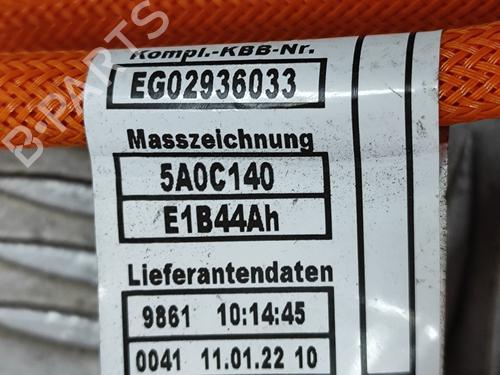 Kompl.-KBB-Nr.
EG02936033
Masszeichnung
5A0C140
E1B44Ah
Lieferantendaten
9861 10:14:45
0041 11.01.22 10
B-PARTS